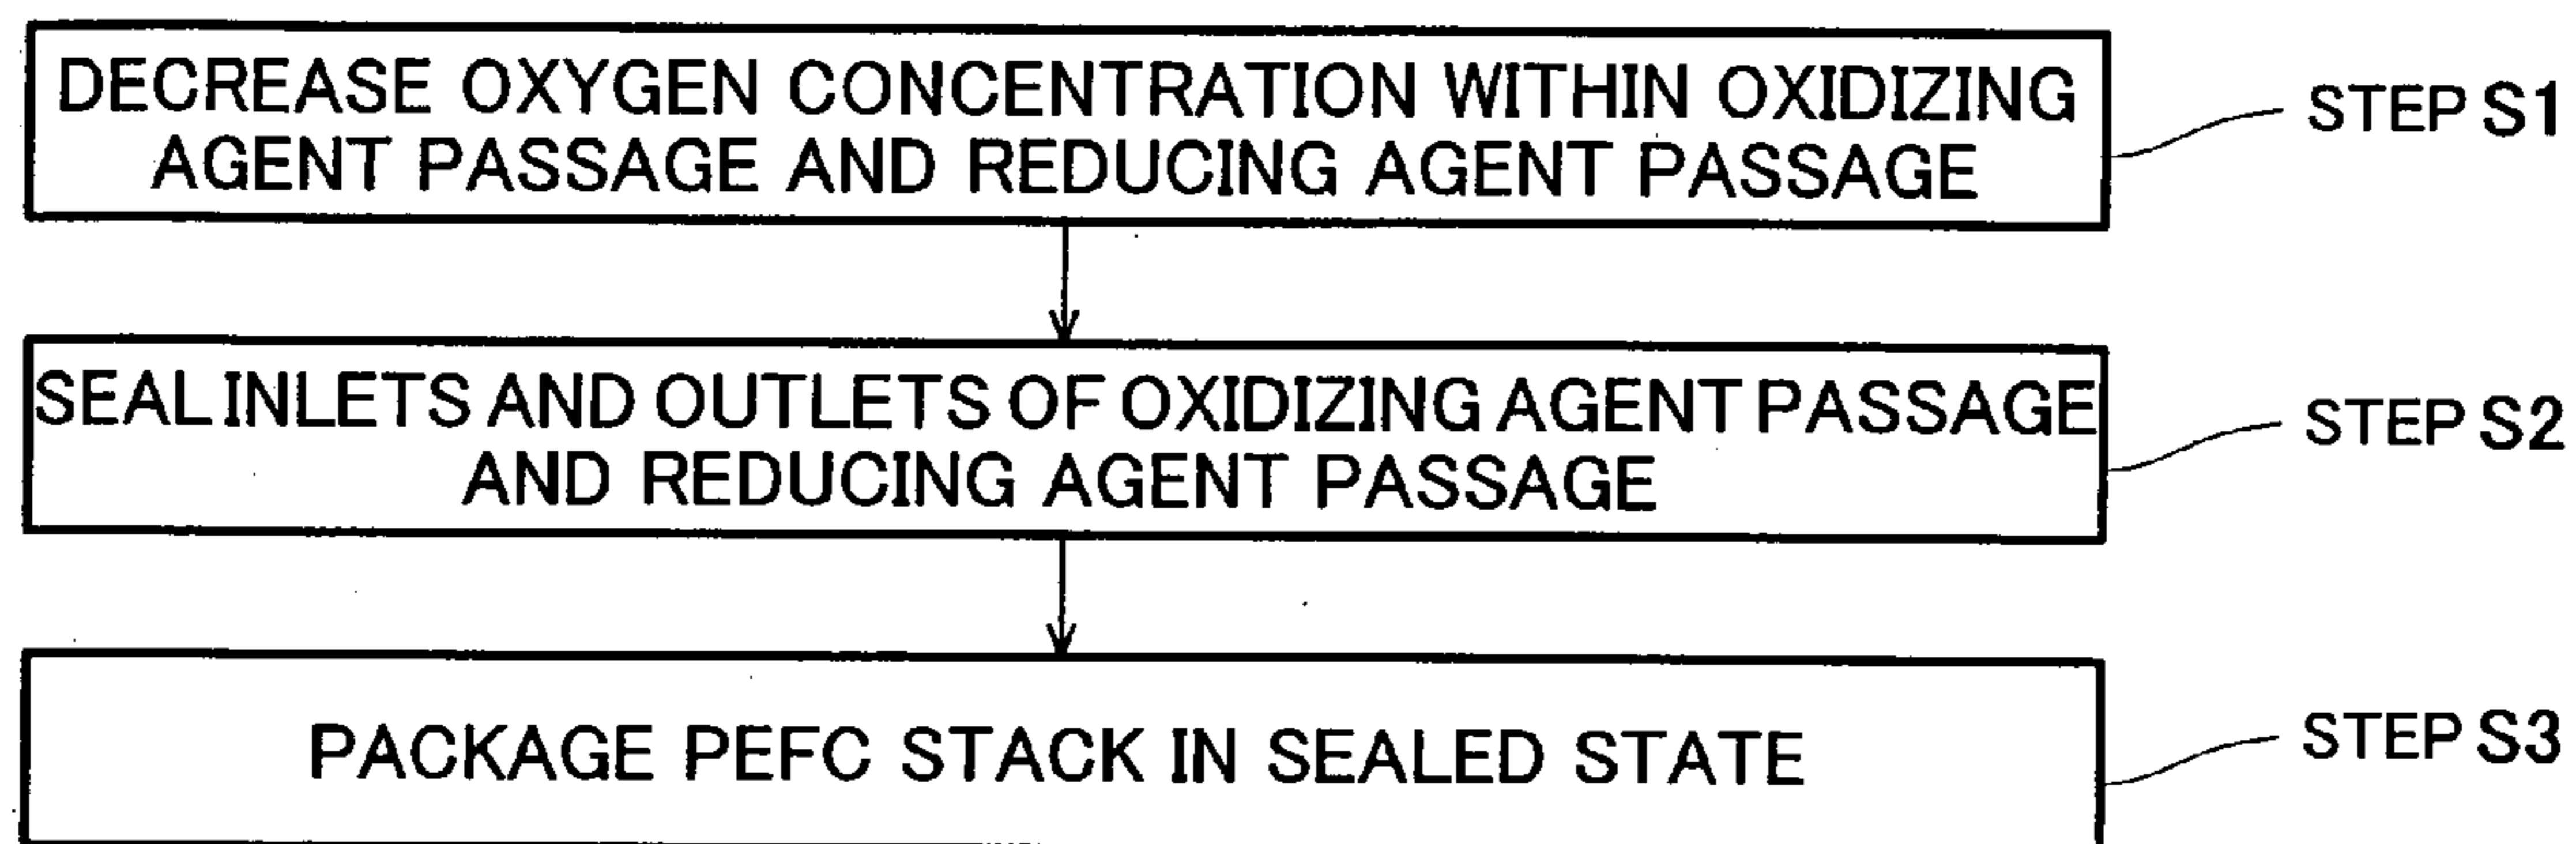 DECREASE OXYGEN CONCENTRATION WITHIN OXIDIZING
AGENT PASSAGE AND REDUCING AGENT PASSAGE
STEP S1
SEAL INLETS AND OUTLETS OF OXIDIZING AGENT PASSAGE
AND REDUCING AGENT PASSAGE
STEP S2
PACKAGE PEFC STACK IN SEALED STATE
STEP S3